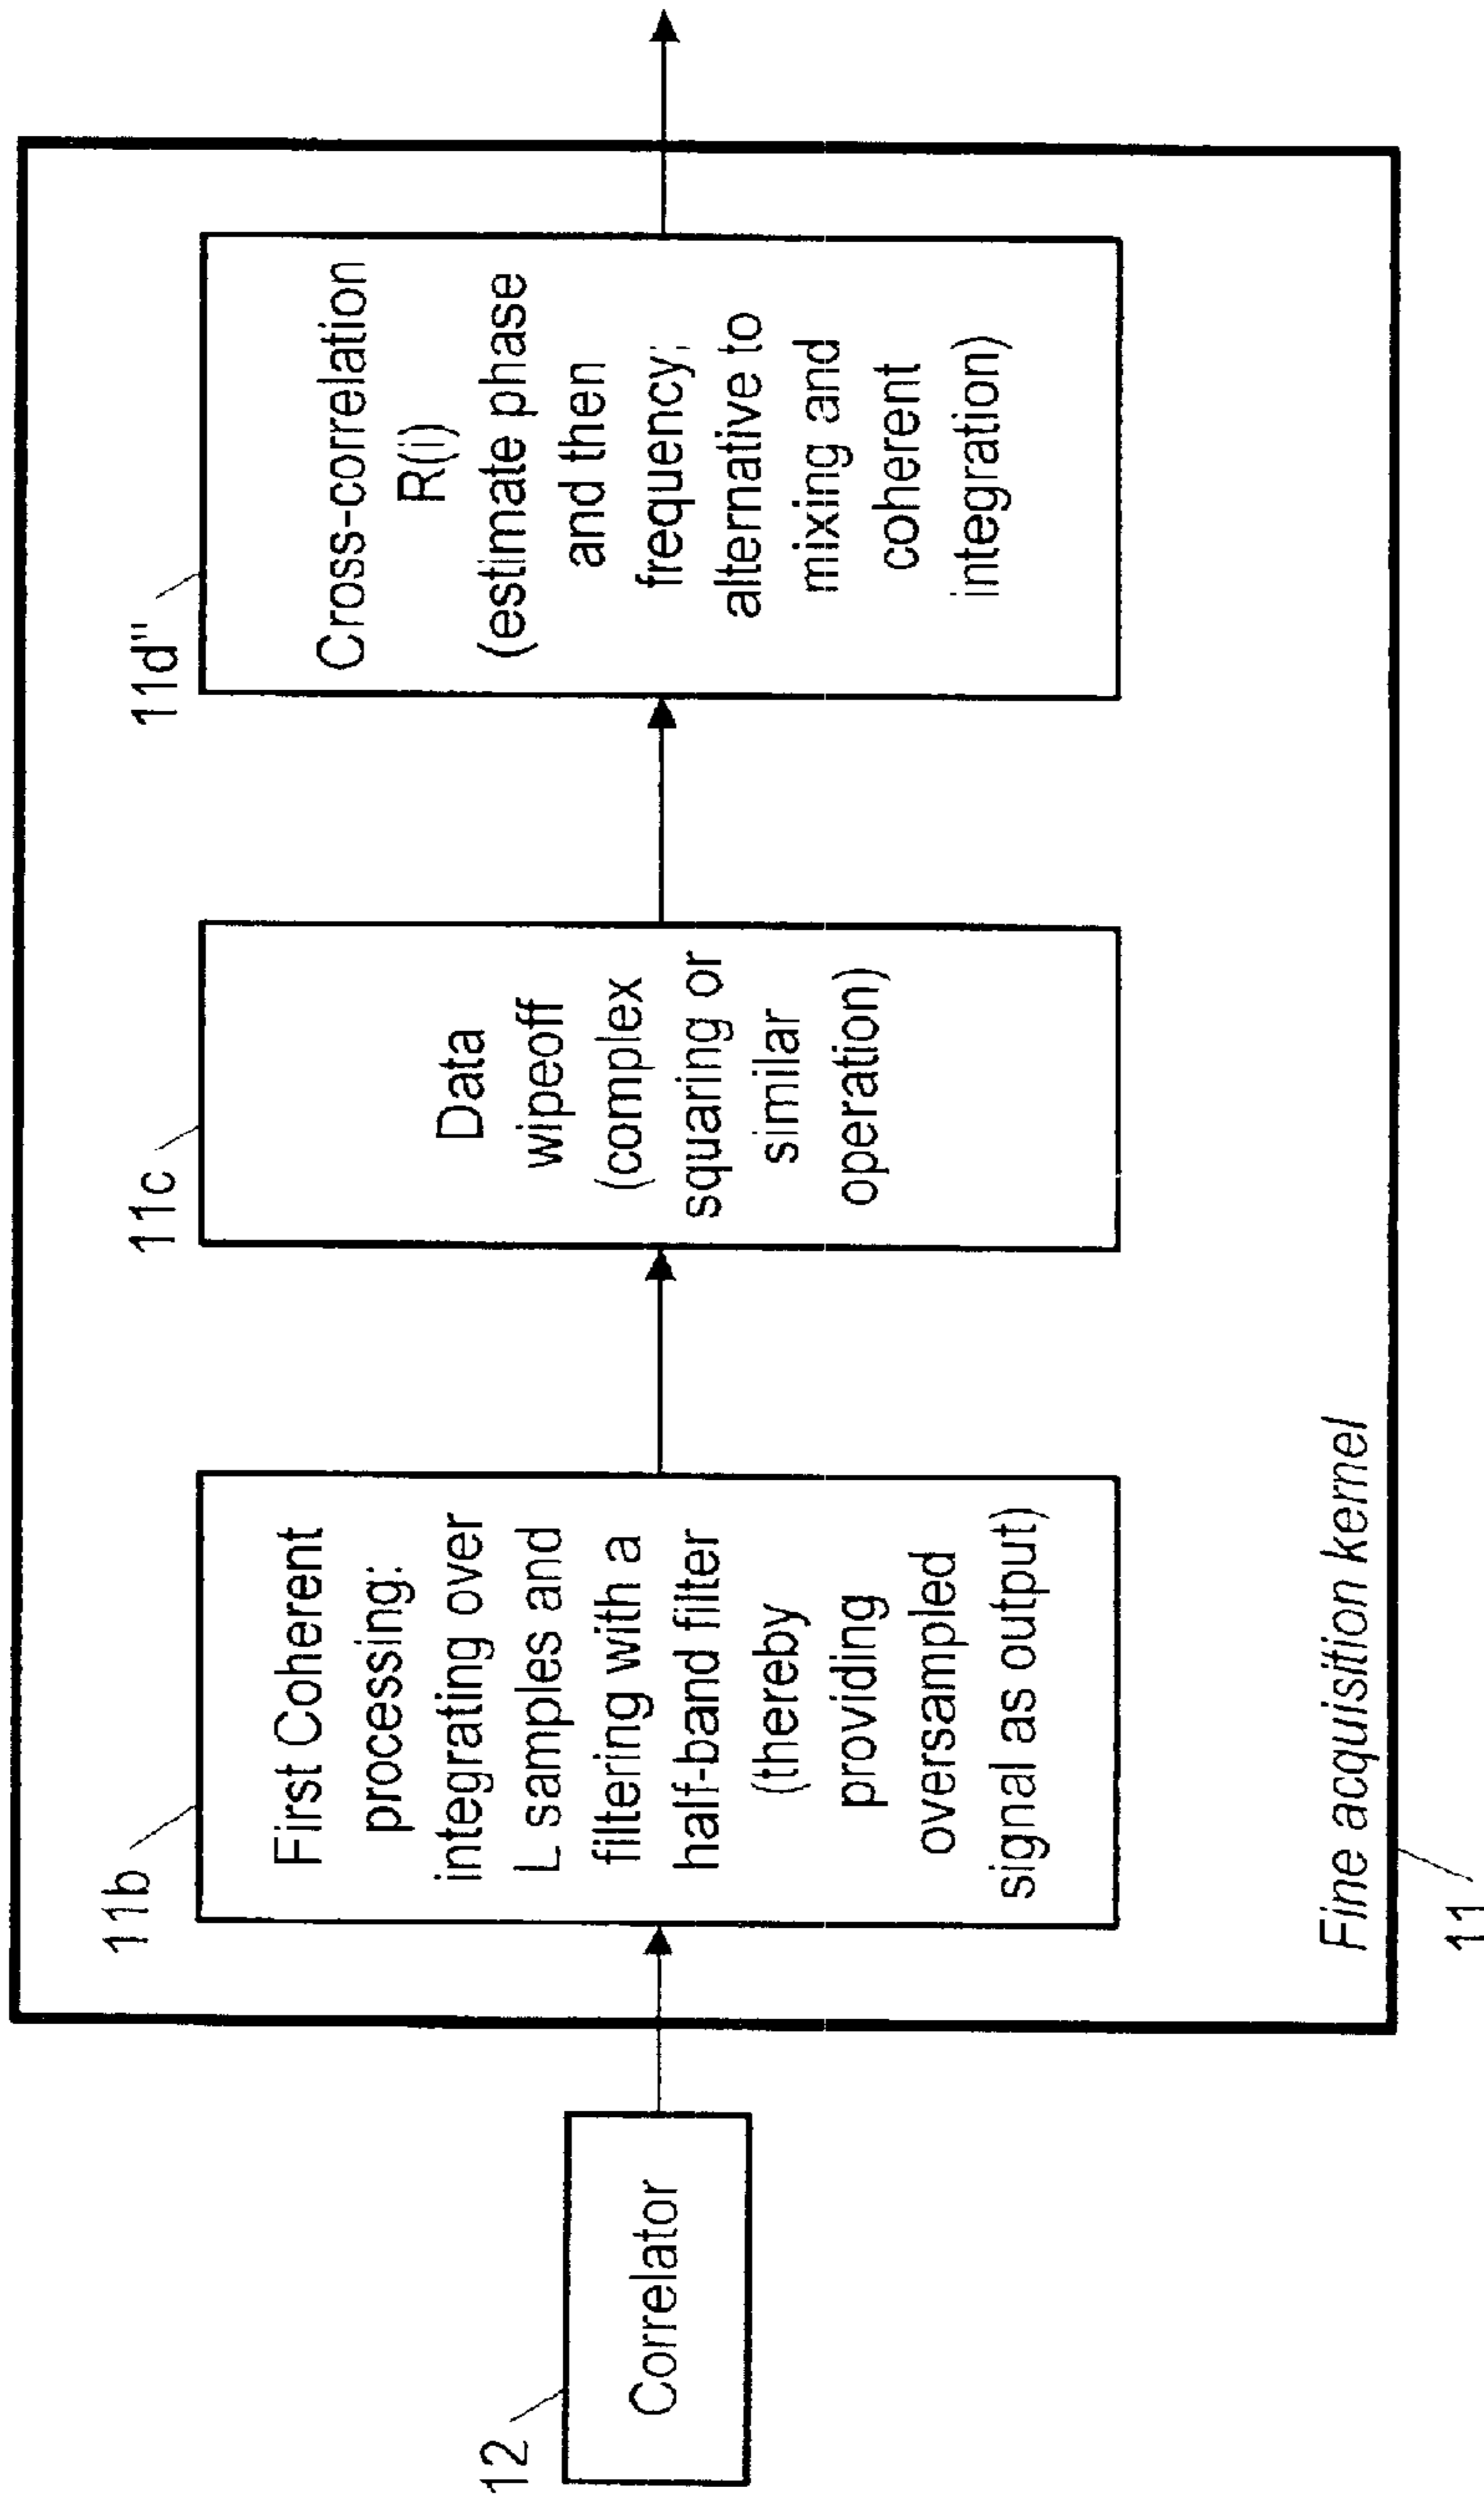 12
Correlator
11b
First Coherent
processing:
integrating over
L samples and
filtering with a
half-band filter
(thereby
providing
oversampled
signal as output)
11c
Data
wipeoff
(complex
squaring or
similar
operation)
11d"
Cross-correlation
R(i)
(estimate phase
and then
frequency;
alternative to
mixing and
coherent
integration)
Fine acquisition kernel
11